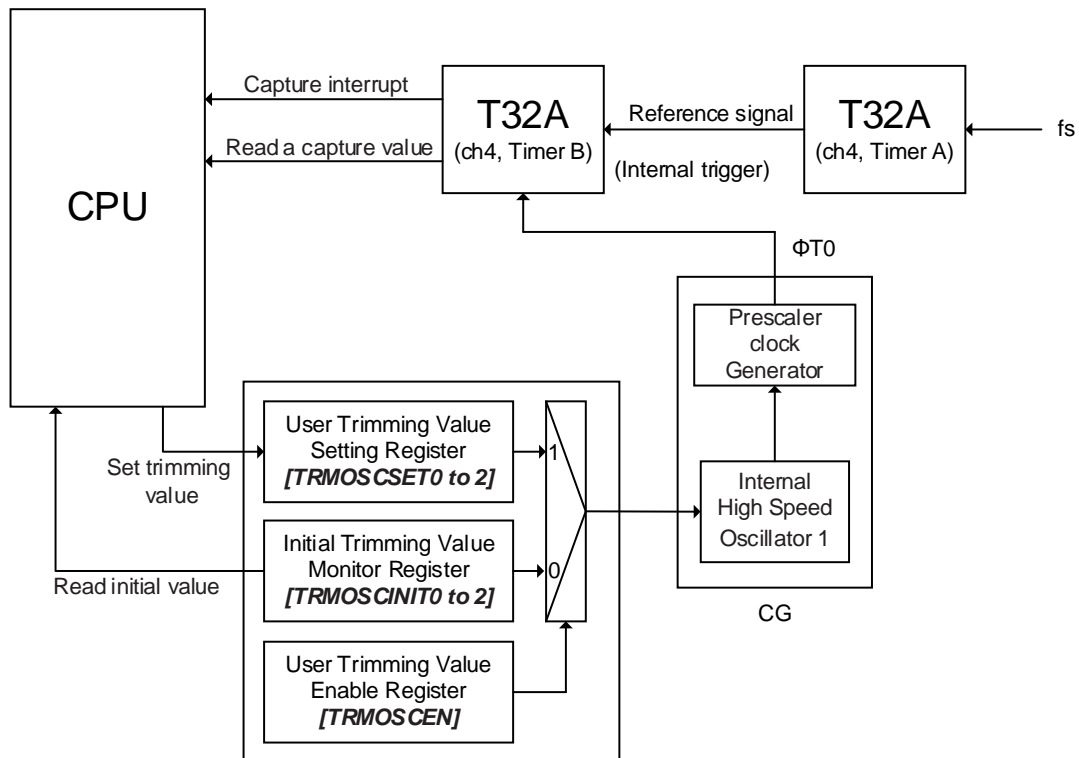 CPU
Capture interrupt
Read a capture value
T32A
(ch4, Timer B)
Reference signal
(Internal trigger)
T32A
(ch4, Timer A)
fs
ΦT0
Prescaler
clock
Generator
Internal
High Speed
Oscillator 1
CG
Set trimming
value
Read initial value
User Trimming Value
Setting Register
[TRMOSCSET0 to 2]
1
Initial Trimming Value
Monitor Register
[TRMOSCINIT0 to 2]
0
User Trimming Value
Enable Register
[TRMOSCEN]